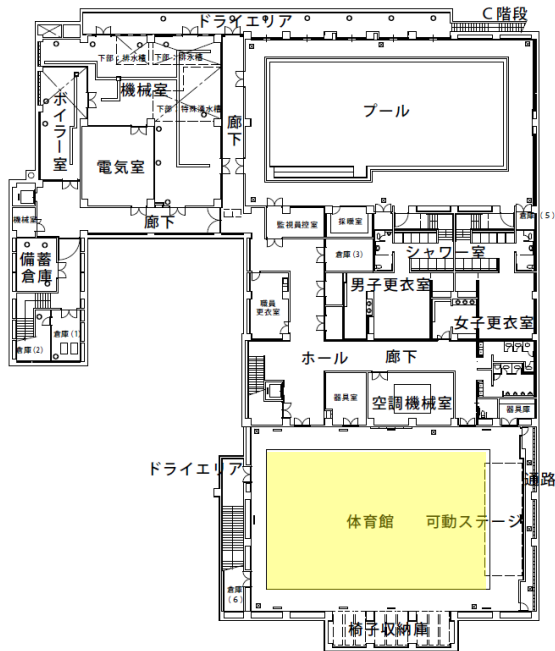 ドライエリア
C階段
下部：排水槽
下部：排水槽
機械室
下部：特殊湧水槽
ボイラー室
廊下
プール
電気室
機械室
廊下
監視員控室
採暖室
倉庫(5)
倉庫(3)
シャワー室
備蓄倉庫
男子更衣室
職員
更衣室
女子更衣室
倉庫(1)
倉庫(2)
ホール
廊下
器具室
空調機械室
器具庫
ドライエリア
通路
体育館
可動ステージ
倉庫
(6)
椅子収納庫